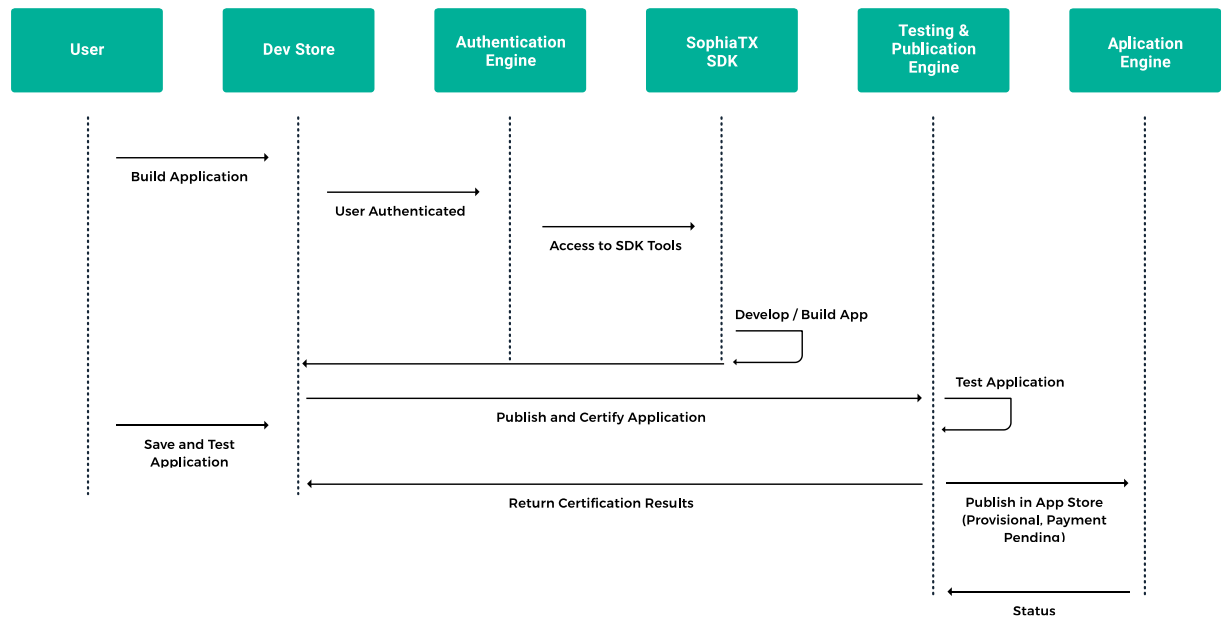 User
Dev Store
Authentication
Engine
SophiaTX
SDK
Testing &
Publication
Engine
Aplication
Engine
Build Application
User Authenticated
Access to SDK Tools
Develop / Build App
Test Application
Publish and Certify Application
Save and Test
Application
Return Certification Results
Publish in App Store
(Provisional, Payment
Pending)
Status